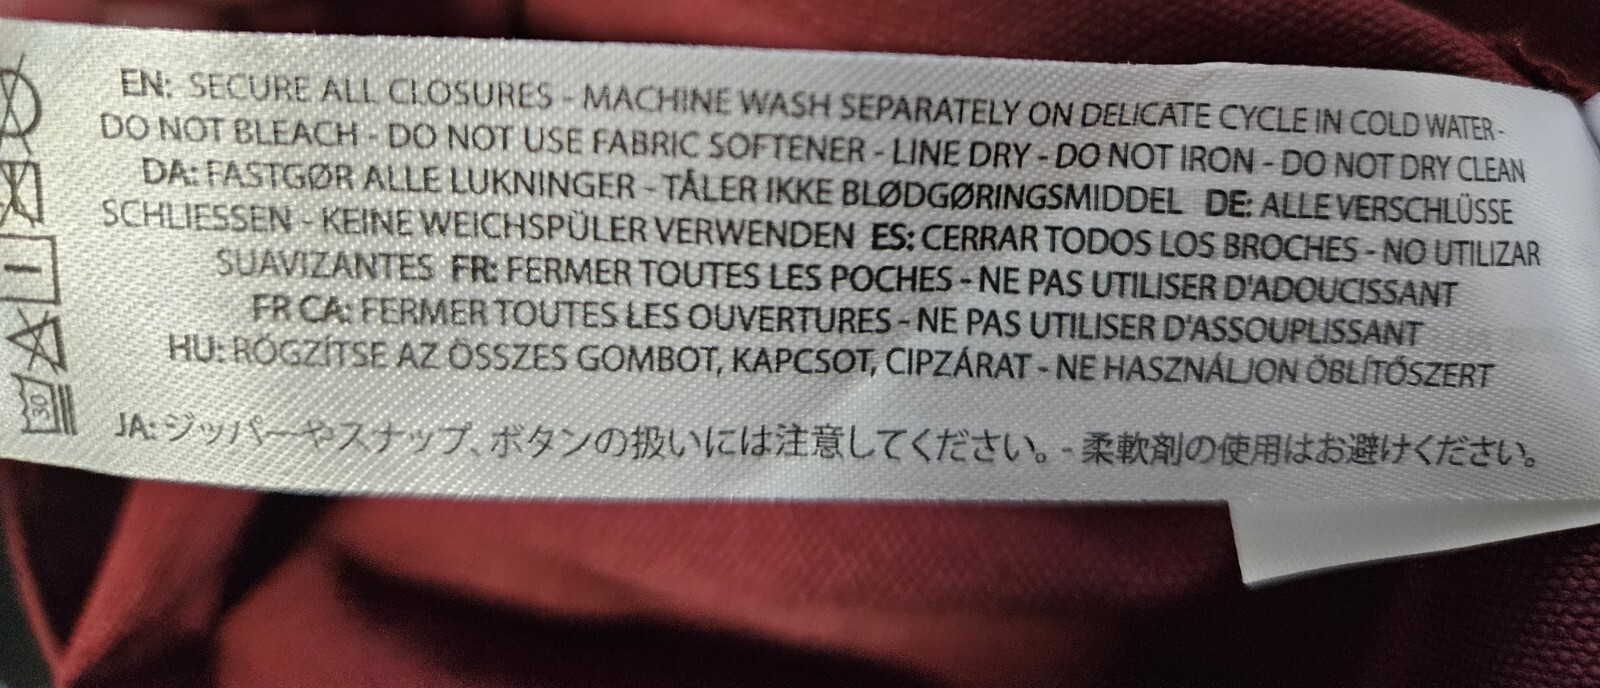 EN: SECURE ALL CLOSURES - MACHINE WASH SEPARATELY ON DELICATE CYCLE IN COLD WATER-
DO NOT BLEACH - DO NOT USE FABRIC SOFTENER - LINE DRY - DO NOT IRON - DO NOT DRY CLEAN
DA: FASTGØR ALLE LUKNINGER - TÅLER IKKE BLØDGØRINGSMIDDEL DE: ALLE VERSCHLÜSSE
SCHLIESSEN - KEINE WEICHSPÜLER VERWENDEN ES: CERRAR TODOS LOS BROCHES - NO UTILIZAR
SUAVIZANTES FR: FERMER TOUTES LES POCHES - NE PAS UTILISER D'ADOUCISSANT
FR CA: FERMER TOUTES LES OUVERTURES - NE PAS UTILISER D'ASSOUPLISSANT
HU: RÖGZÍTSE AZ ÖSSZES GOMBOT, KAPCSOT, CIPZÁRAT - NE HASZNÁLJON ÖBLÍTŐSZERT
JA: ジッパーやスナップ、ボタンの扱いには注意してください。- 柔軟剤の使用はお避けください。
30